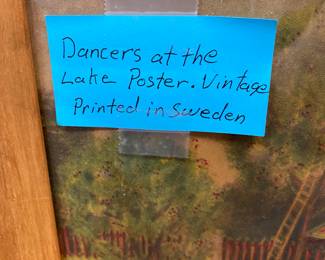 Dancers at the
Lake Poster. Vintage
Printed in Sweden